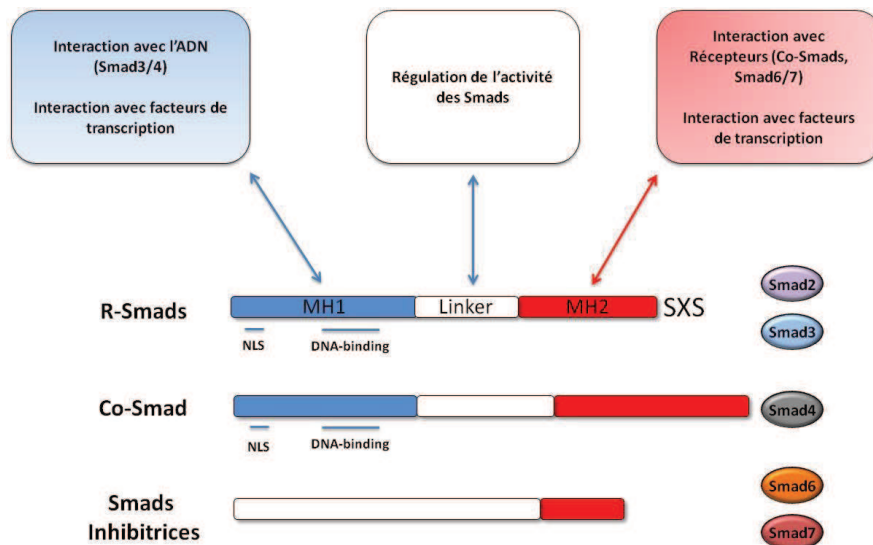 Interaction avec l'ADN
(Smad3/4)
Interaction avec facteurs de
transcription
Régulation de l'activité
des Smads
Interaction avec
Récepteurs (Co-Smads,
Smad6/7)
Interaction avec facteurs
de transcription
R-Smads
MH1
Linker
MH2
SXS
NLS
DNA-binding
Smad2
Smad3
Co-Smad
NLS
DNA-binding
Smad4
Smads
Inhibitrices
Smad6
Smad7